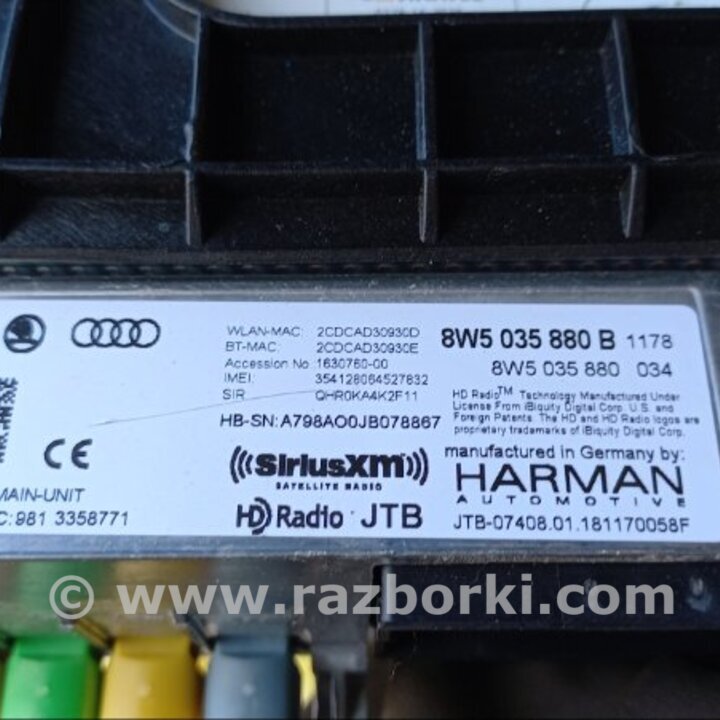 WLAN-MAC: 2CDCAD30930D
BT-MAC: 2CDCAD30930E
Accession No. 1630760-00
IMEI: 354128064527832
SIR QHR0KA4K2F11
HB-SN: A798AO0JB078867
8W5 035 880 B 1178
8W5 035 880 034
HD Radio™ Technology Manufactured Under
License From iBiquity Digital Corp. U.S. and
Foreign Patents. The HD and HD Radio logos are
proprietary trademarks of iBiquity Digital Corp.
CE
SiriusXM
SATELLITE RADIO
manufactured in Germany by:
HARMAN
AUTOMOTIVE
MAIN-UNIT
C: 981 3358771
HD Radio JTB
JTB-07408.01.181170058F
© www.razborki.com